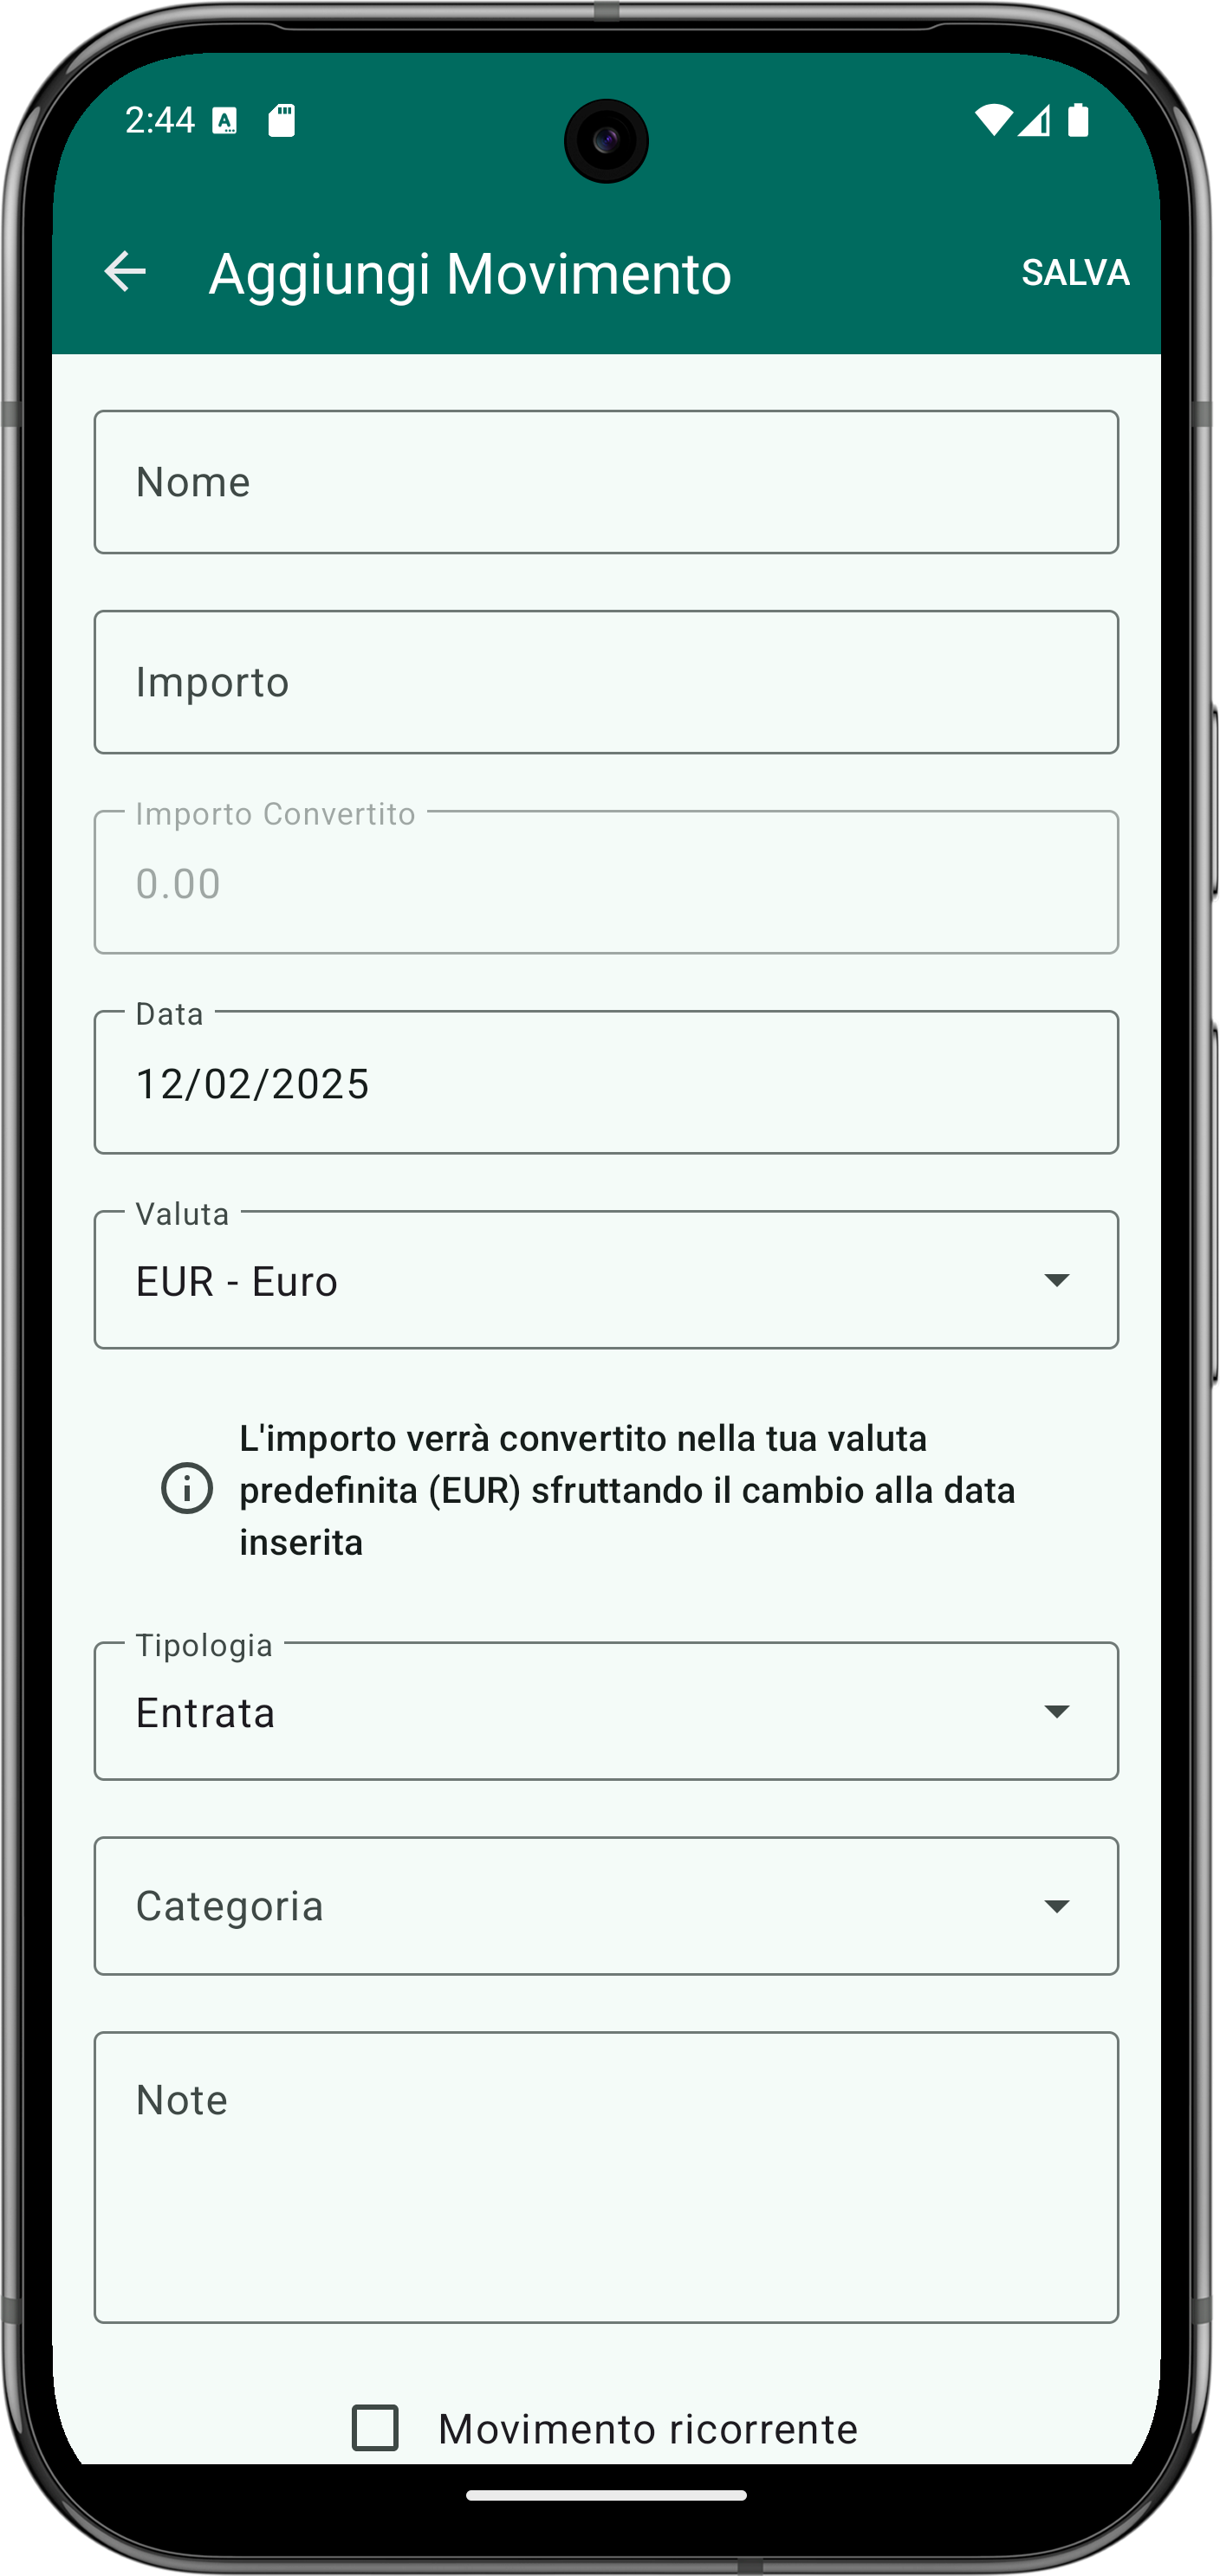 2:44
Aggiungi Movimento
SALVA
Nome
Importo
Importo Convertito
0.00
Data
12/02/2025
Valuta
EUR - Euro
L'importo verrà convertito nella tua valuta
predefinita (EUR) sfruttando il cambio alla data
inserita
Tipologia
Entrata
Categoria
Note
Movimento ricorrente